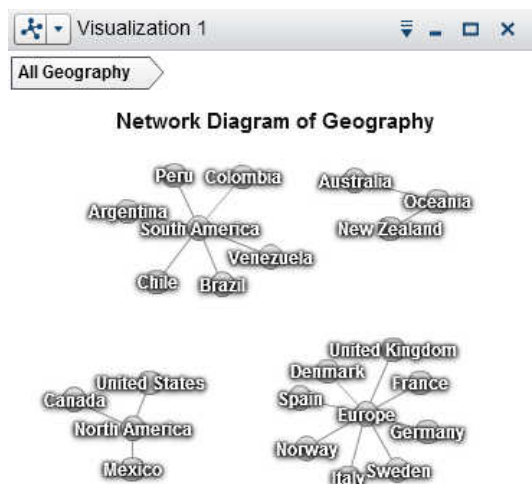 Visualization 1
All Geography
Network Diagram of Geography
Peru
Colombia
Argentina
South America
Venezuela
Chile
Brazil
Australia
Oceania
New Zealand
United States
Canada
North America
Mexico
United Kingdom
Denmark
France
Spain
Europe
Germany
Norway
Italy
Sweden